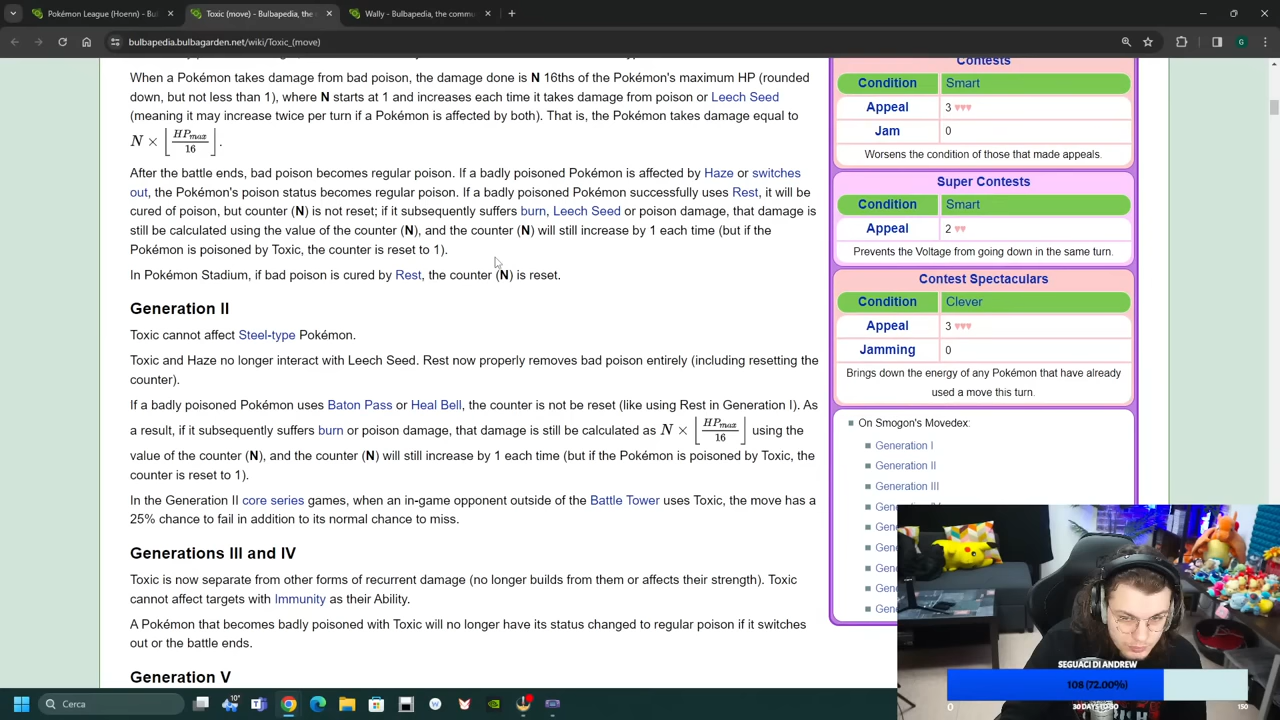 Pokémon League (Hoenn) - Bul
Toxic (move) - Bulbapedia, the c
Wally - Bulbapedia, the commu
bulbapedia.bulbagarden.net/wiki/Toxic_(move)
When a Pokémon takes damage from bad poison, the damage done is N 16ths of the Pokémon's maximum HP (rounded
down, but not less than 1), where N starts at 1 and increases each time it takes damage from poison or Leech Seed
(meaning it may increase twice per turn if a Pokémon is affected by both). That is, the Pokémon takes damage equal to
N × ⌊HPmax/16⌋.
After the battle ends, bad poison becomes regular poison. If a badly poisoned Pokémon is affected by Haze or switches
out, the Pokémon's poison status becomes regular poison. If a badly poisoned Pokémon successfully uses Rest, it will be
cured of poison, but counter (N) is not reset; if it subsequently suffers burn, Leech Seed or poison damage, that damage is
still be calculated using the value of the counter (N), and the counter (N) will still increase by 1 each time (but if the
Pokémon is poisoned by Toxic, the counter is reset to 1).
In Pokémon Stadium, if bad poison is cured by Rest, the counter (N) is reset.
Generation II
Toxic cannot affect Steel-type Pokémon.
Toxic and Haze no longer interact with Leech Seed. Rest now properly removes bad poison entirely (including resetting the
counter).
If a badly poisoned Pokémon uses Baton Pass or Heal Bell, the counter is not be reset (like using Rest in Generation I). As
a result, if it subsequently suffers burn or poison damage, that damage is still be calculated as N × ⌊HPmax/16⌋ using the
value of the counter (N), and the counter (N) will still increase by 1 each time (but if the Pokémon is poisoned by Toxic, the
counter is reset to 1).
In the Generation II core series games, when an in-game opponent outside of the Battle Tower uses Toxic, the move has a
25% chance to fail in addition to its normal chance to miss.
Generations III and IV
Toxic is now separate from other forms of recurrent damage (no longer builds from them or affects their strength). Toxic
cannot affect targets with Immunity as their Ability.
A Pokémon that becomes badly poisoned with Toxic will no longer have its status changed to regular poison if it switches
out or the battle ends.
Generation V
Contests
Condition Smart
Appeal 3 ♥♥♥
Jam 0
Worsens the condition of those that made appeals.
Super Contests
Condition Smart
Appeal 2 ♥♥
Prevents the Voltage from going down in the same turn.
Contest Spectaculars
Condition Clever
Appeal 3 ♥♥♥
Jamming 0
Brings down the energy of any Pokémon that have already
used a move this turn.
On Smogon's Movedex:
Generation I
Generation II
Generation III
Gene
Gene
Gene
Gene
Gene
SEGUACI DI ANDREW
108 (72.00%)
0 30 DAYS TO GO 150
Cerca
10°